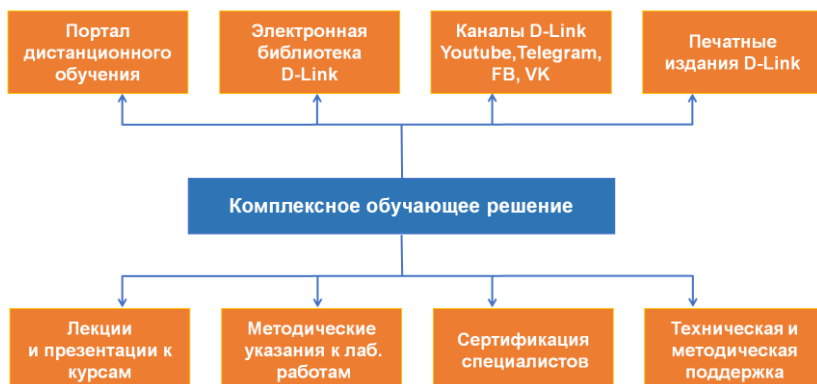 Портал
дистанционного
обучения
Электронная
библиотека
D-Link
Каналы D-Link
Youtube,Telegram,
FB, VK
Печатные
издания D-Link
Комплексное обучающее решение
Лекции
и презентации к
курсам
Методические
указания к лаб.
работам
Сертификация
специалистов
Техническая и
методическая
поддержка